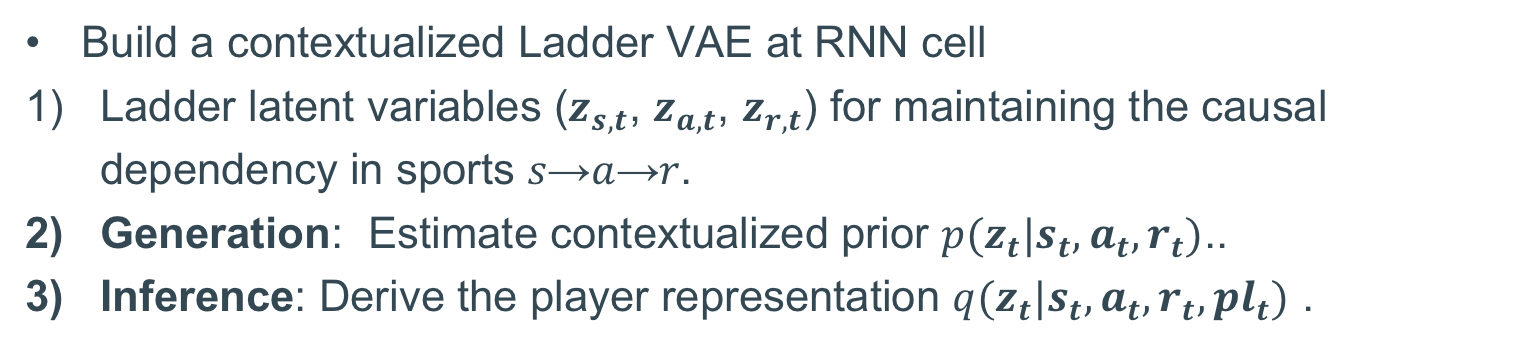 • Build a contextualized Ladder VAE at RNN cell
1) Ladder latent variables (z_{s,t}, z_{a,t}, z_{r,t}) for maintaining the causal
dependency in sports s→a→r.
2) Generation: Estimate contextualized prior p(z_t|s_t, a_t, r_t)..
3) Inference: Derive the player representation q(z_t|s_t, a_t, r_t, pl_t) .